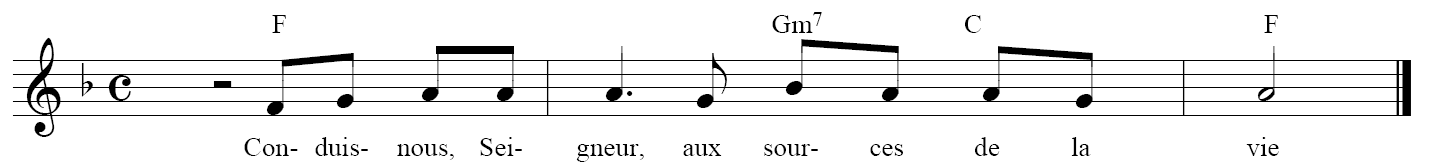 F Gm7 C F
Con- duis- nous, Sei- gneur, aux sour- ces de la vie